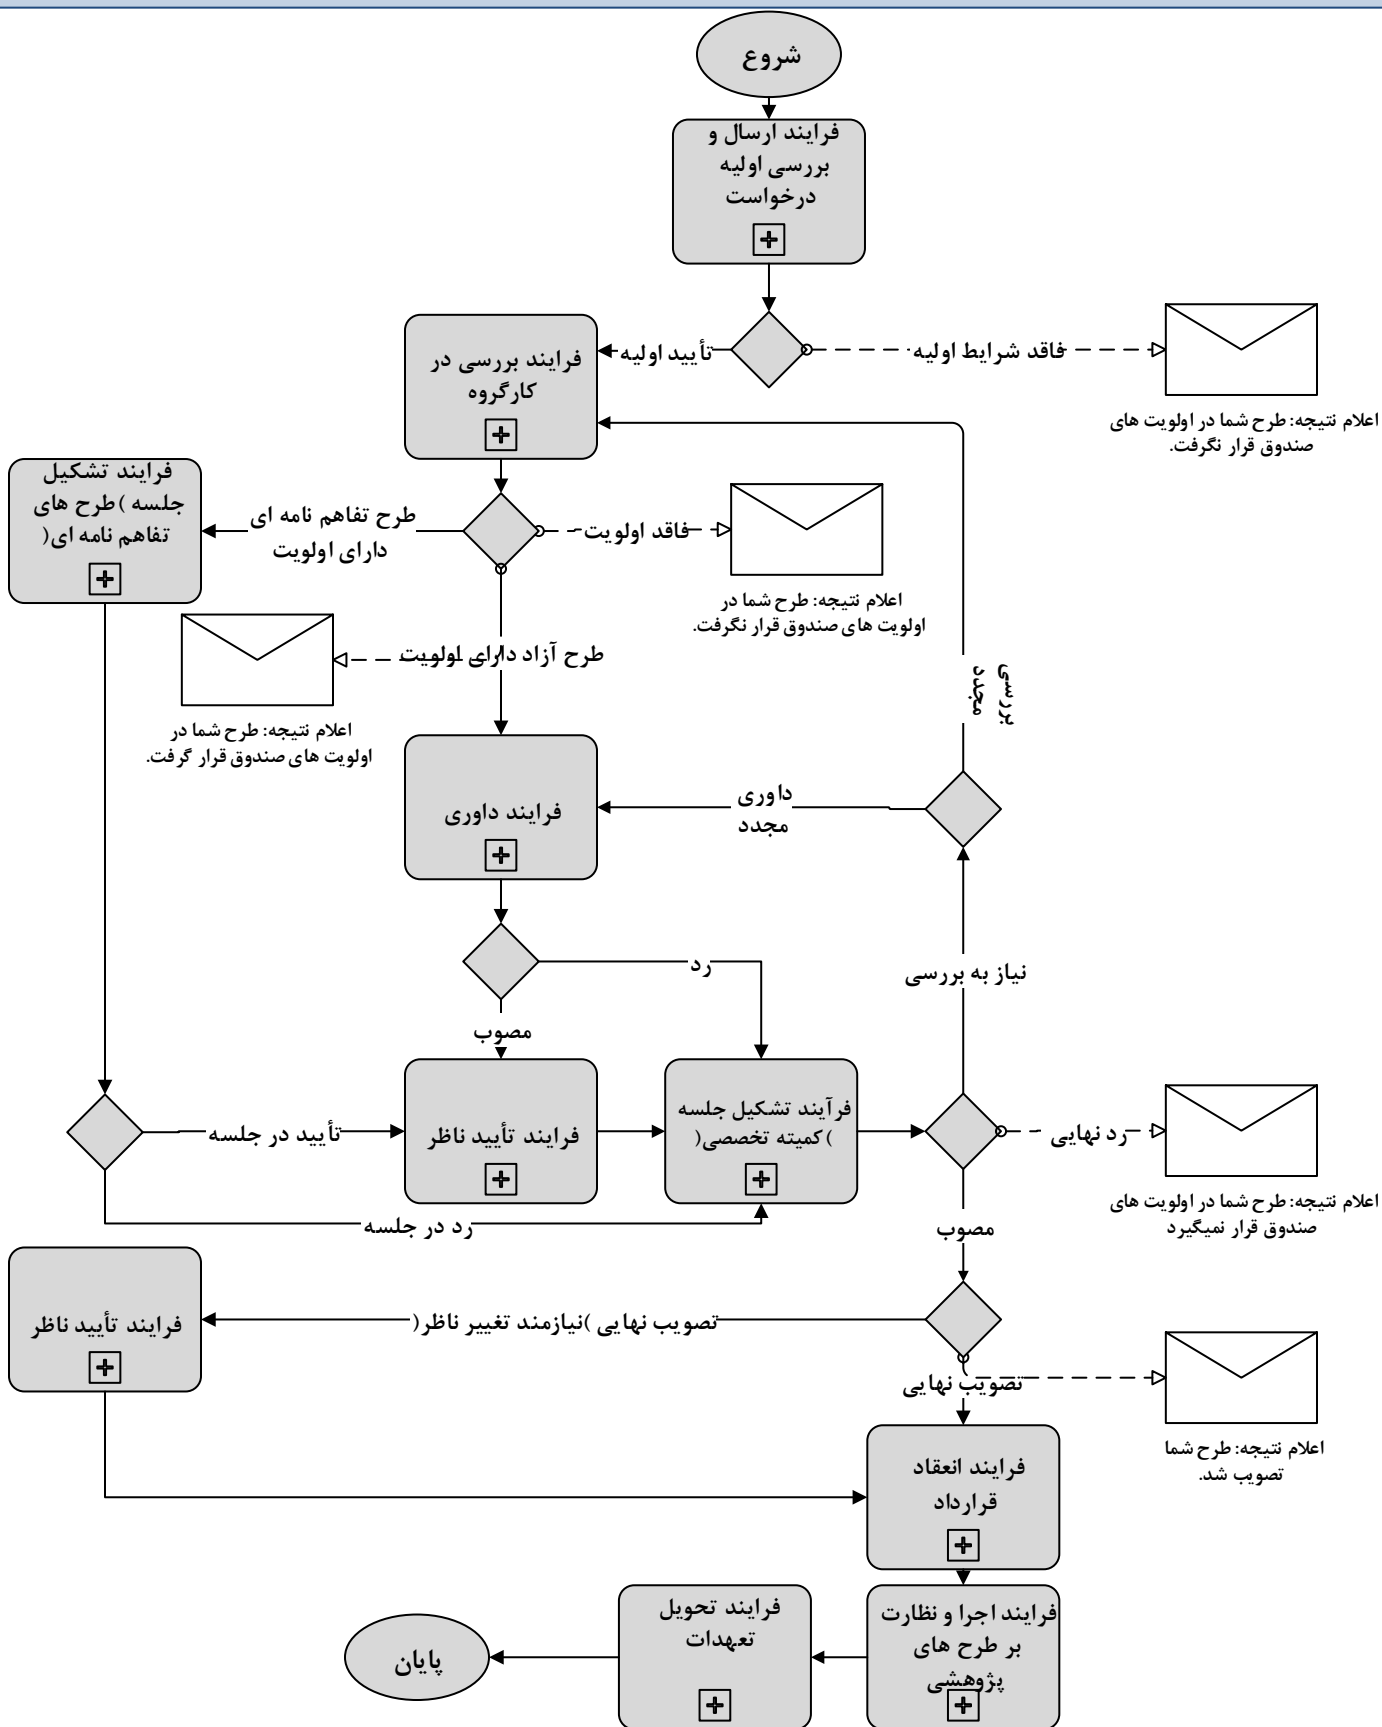 شروع
فرایند ارسال و
بررسی اولیه
درخواست
فرایند بررسی در
کارگروه
تأیید اولیه
فاقد شرایط اولیه
اعلام نتیجه: طرح شما در اولویت های
صندوق قرار نگرفت.
فرایند تشکیل
جلسه )طرح های
تفاهم نامه ای(
طرح تفاهم نامه ای
دارای اولویت
فاقد اولویت
اعلام نتیجه: طرح شما در
اولویت های صندوق قرار نگرفت.
طرح آزاد دارای اولویت
اعلام نتیجه: طرح شما در
اولویت های صندوق قرار گرفت.
بررسی
مجدد
فرایند داوری
داوری
مجدد
رد
نیاز به بررسی
مصوب
تأیید در جلسه
فرایند تأیید ناظر
فرآیند تشکیل جلسه
)کمیته تخصصی(
رد نهایی
اعلام نتیجه: طرح شما در اولویت های
صندوق قرار نمیگیرد
رد در جلسه
مصوب
فرایند تأیید ناظر
تصویب نهایی )نیازمند تغییر ناظر(
تصویب نهایی
اعلام نتیجه: طرح شما
تصویب شد.
فرایند انعقاد
قرارداد
فرایند اجرا و نظارت
بر طرح های
پژوهشی
فرایند تحویل
تعهدات
پایان